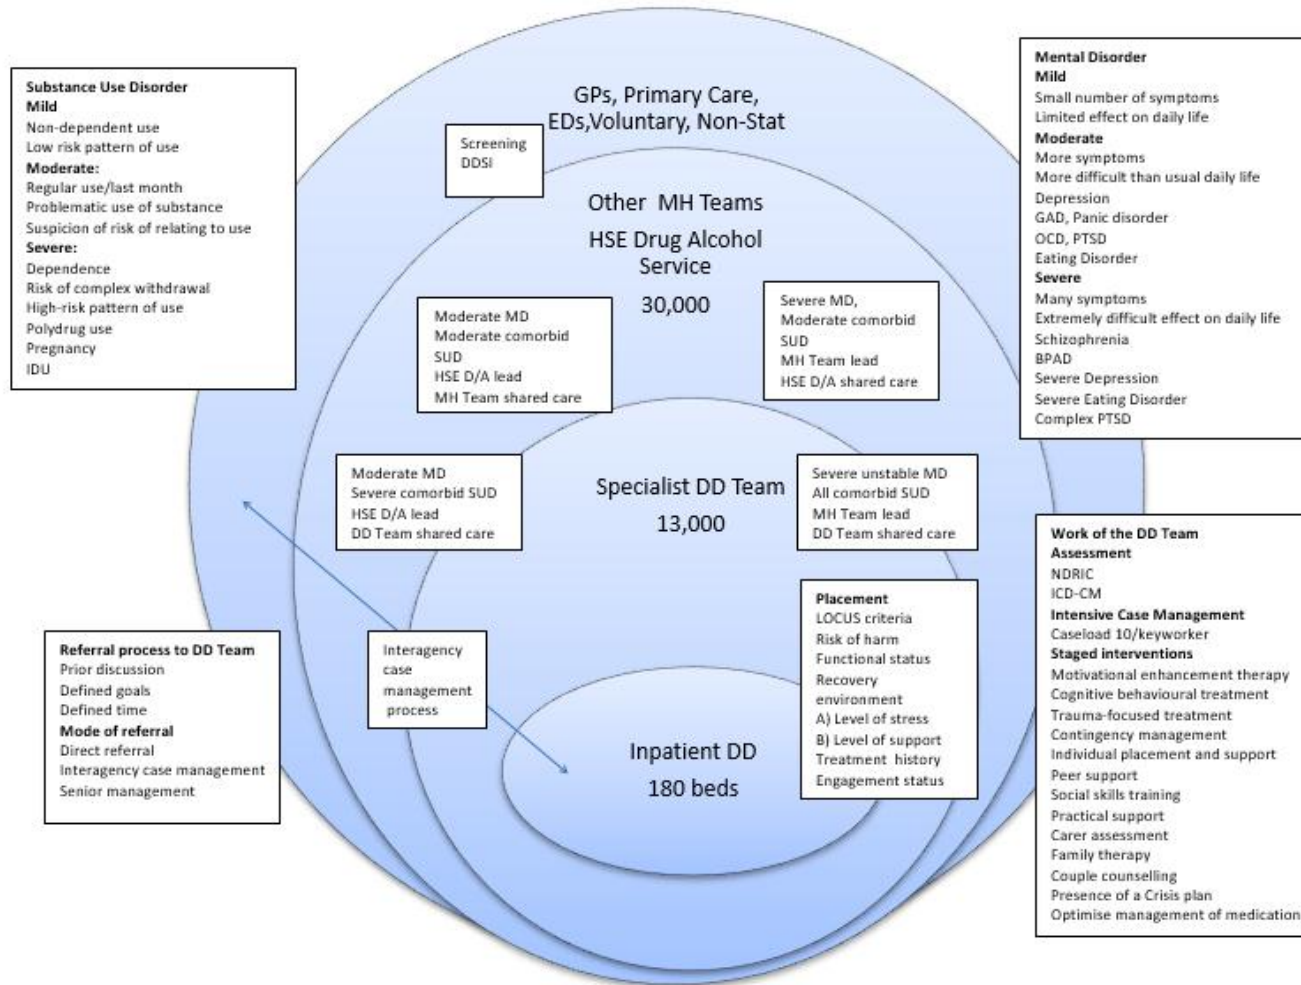 GPs, Primary Care,
EDs,Voluntary, Non-Stat
Substance Use Disorder
Mild
Non-dependent use
Low risk pattern of use
Moderate:
Regular use/last month
Problematic use of substance
Suspicion of risk of relating to use
Severe:
Dependence
Risk of complex withdrawal
High-risk pattern of use
Polydrug use
Pregnancy
IDU
Screening
DDSI
Mental Disorder
Mild
Small number of symptoms
Limited effect on daily life
Moderate
More symptoms
More difficult than usual daily life
Depression
GAD, Panic disorder
OCD, PTSD
Eating Disorder
Severe
Many symptoms
Extremely difficult effect on daily life
Schizophrenia
BPAD
Severe Depression
Severe Eating Disorder
Complex PTSD
Other MH Teams
HSE Drug Alcohol
Service
30,000
Moderate MD
Moderate comorbid
SUD
HSE D/A lead
MH Team shared care
Severe MD,
Moderate comorbid
SUD
MH Team lead
HSE D/A shared care
Moderate MD
Severe comorbid SUD
HSE D/A lead
DD Team shared care
Specialist DD Team
13,000
Severe unstable MD
All comorbid SUD
MH Team lead
DD Team shared care
Referral process to DD Team
Prior discussion
Defined goals
Defined time
Mode of referral
Direct referral
Interagency case management
Senior management
Interagency
case
management
process
Placement
LOCUS criteria
Risk of harm
Functional status
Recovery
environment
A) Level of stress
B) Level of support
Treatment history
Engagement status
Inpatient DD
180 beds
Work of the DD Team
Assessment
NDRIC
ICD-CM
Intensive Case Management
Caseload 10/keyworker
Staged interventions
Motivational enhancement therapy
Cognitive behavioural treatment
Trauma-focused treatment
Contingency management
Individual placement and support
Peer support
Social skills training
Practical support
Carer assessment
Family therapy
Couple counselling
Presence of a Crisis plan
Optimise management of medication